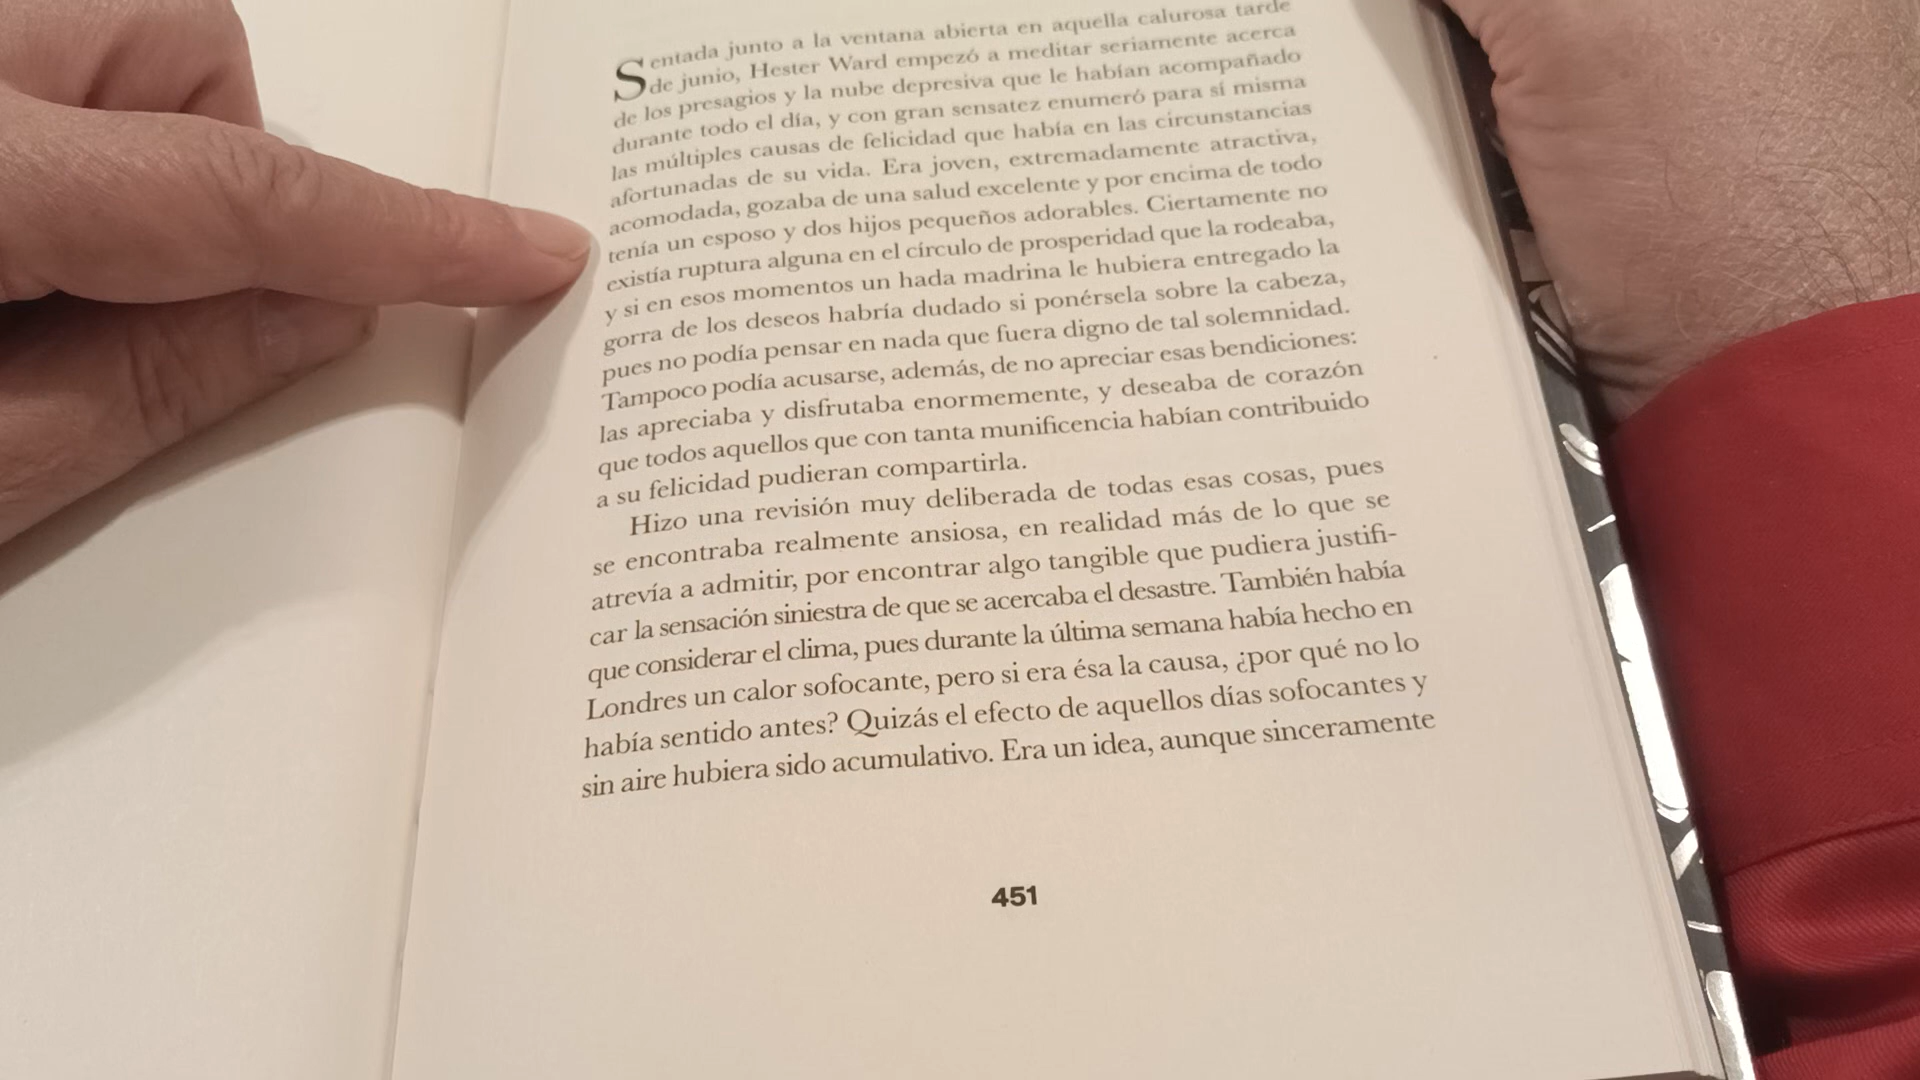 Sentada junto a la ventana abierta en aquella calurosa tarde
de junio, Hester Ward empezó a meditar seriamente acerca
de los presagios y la nube depresiva que le habían acompañado
durante todo el día, y con gran sensatez enumeró para sí misma
las múltiples causas de felicidad que había en las circunstancias
afortunadas de su vida. Era joven, extremadamente atractiva,
acomodada, gozaba de una salud excelente y por encima de todo
tenía un esposo y dos hijos pequeños adorables. Ciertamente no
existía ruptura alguna en el círculo de prosperidad que la rodeaba,
y si en esos momentos un hada madrina le hubiera entregado la
gorra de los deseos habría dudado si ponérsela sobre la cabeza,
pues no podía pensar en nada que fuera digno de tal solemnidad.
Tampoco podía acusarse, además, de no apreciar esas bendiciones:
las apreciaba y disfrutaba enormemente, y deseaba de corazón
que todos aquellos que con tanta munificencia habían contribuido
a su felicidad pudieran compartirla.
Hizo una revisión muy deliberada de todas esas cosas, pues
se encontraba realmente ansiosa, en realidad más de lo que se
atrevía a admitir, por encontrar algo tangible que pudiera justifi-
car la sensación siniestra de que se acercaba el desastre. También había
que considerar el clima, pues durante la última semana había hecho en
Londres un calor sofocante, pero si era ésa la causa, ¿por qué no lo
había sentido antes? Quizás el efecto de aquellos días sofocantes y
sin aire hubiera sido acumulativo. Era un idea, aunque sinceramente
451